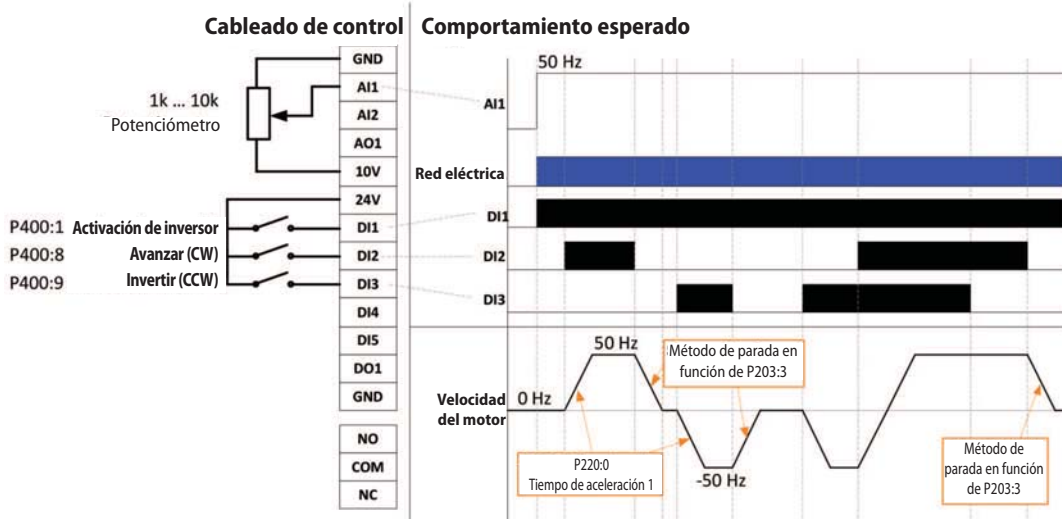 Cableado de control
Comportamiento esperado
1k ... 10k
Potenciómetro
P400:1 Activación de inversor
P400:8 Avanzar (CW)
P400:9 Invertir (CCW)
GND
AI1
AI2
AO1
10V
24V
DI1
DI2
DI3
DI4
DI5
DO1
GND
NO
COM
NC
50 Hz
AI1
Red eléctrica
DI1
DI2
DI3
Velocidad
del motor
0 Hz
50 Hz
-50 Hz
Método de parada en
función de P203:3
P220:0
Tiempo de aceleración 1
Método de
parada en función
de P203:3